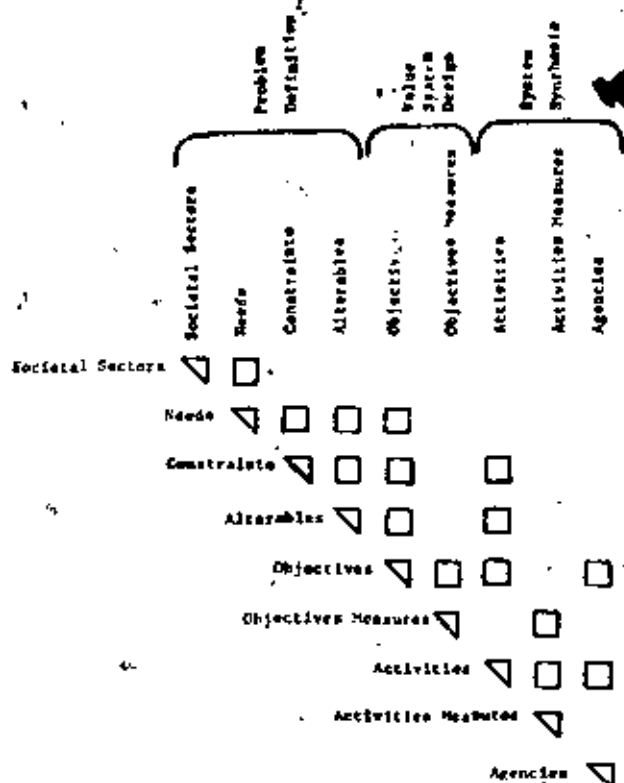 Problem
Definition
Value
System
Design
System
Synthesis
Societal Sectors
Needs
Constraints
Alterables
Objectives
Objectives Measures
Activities
Activities Measures
Agencies
Societal Sectors
Needs
Constraints
Alterables
Objectives
Objectives Measures
Activities
Activities Measures
Agencies